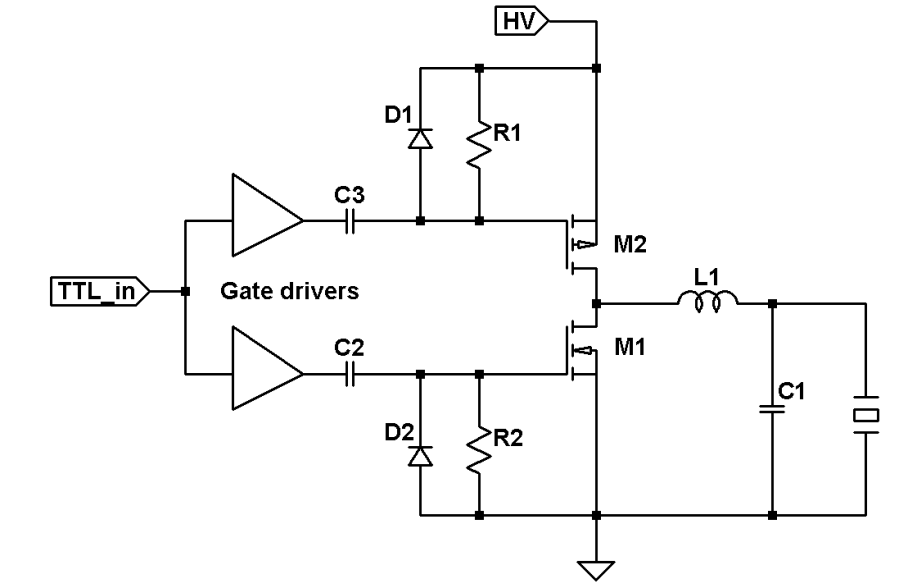 HV
D1
R1
C3
M2
TTL_in
Gate drivers
L1
C2
M1
C1
D2
R2